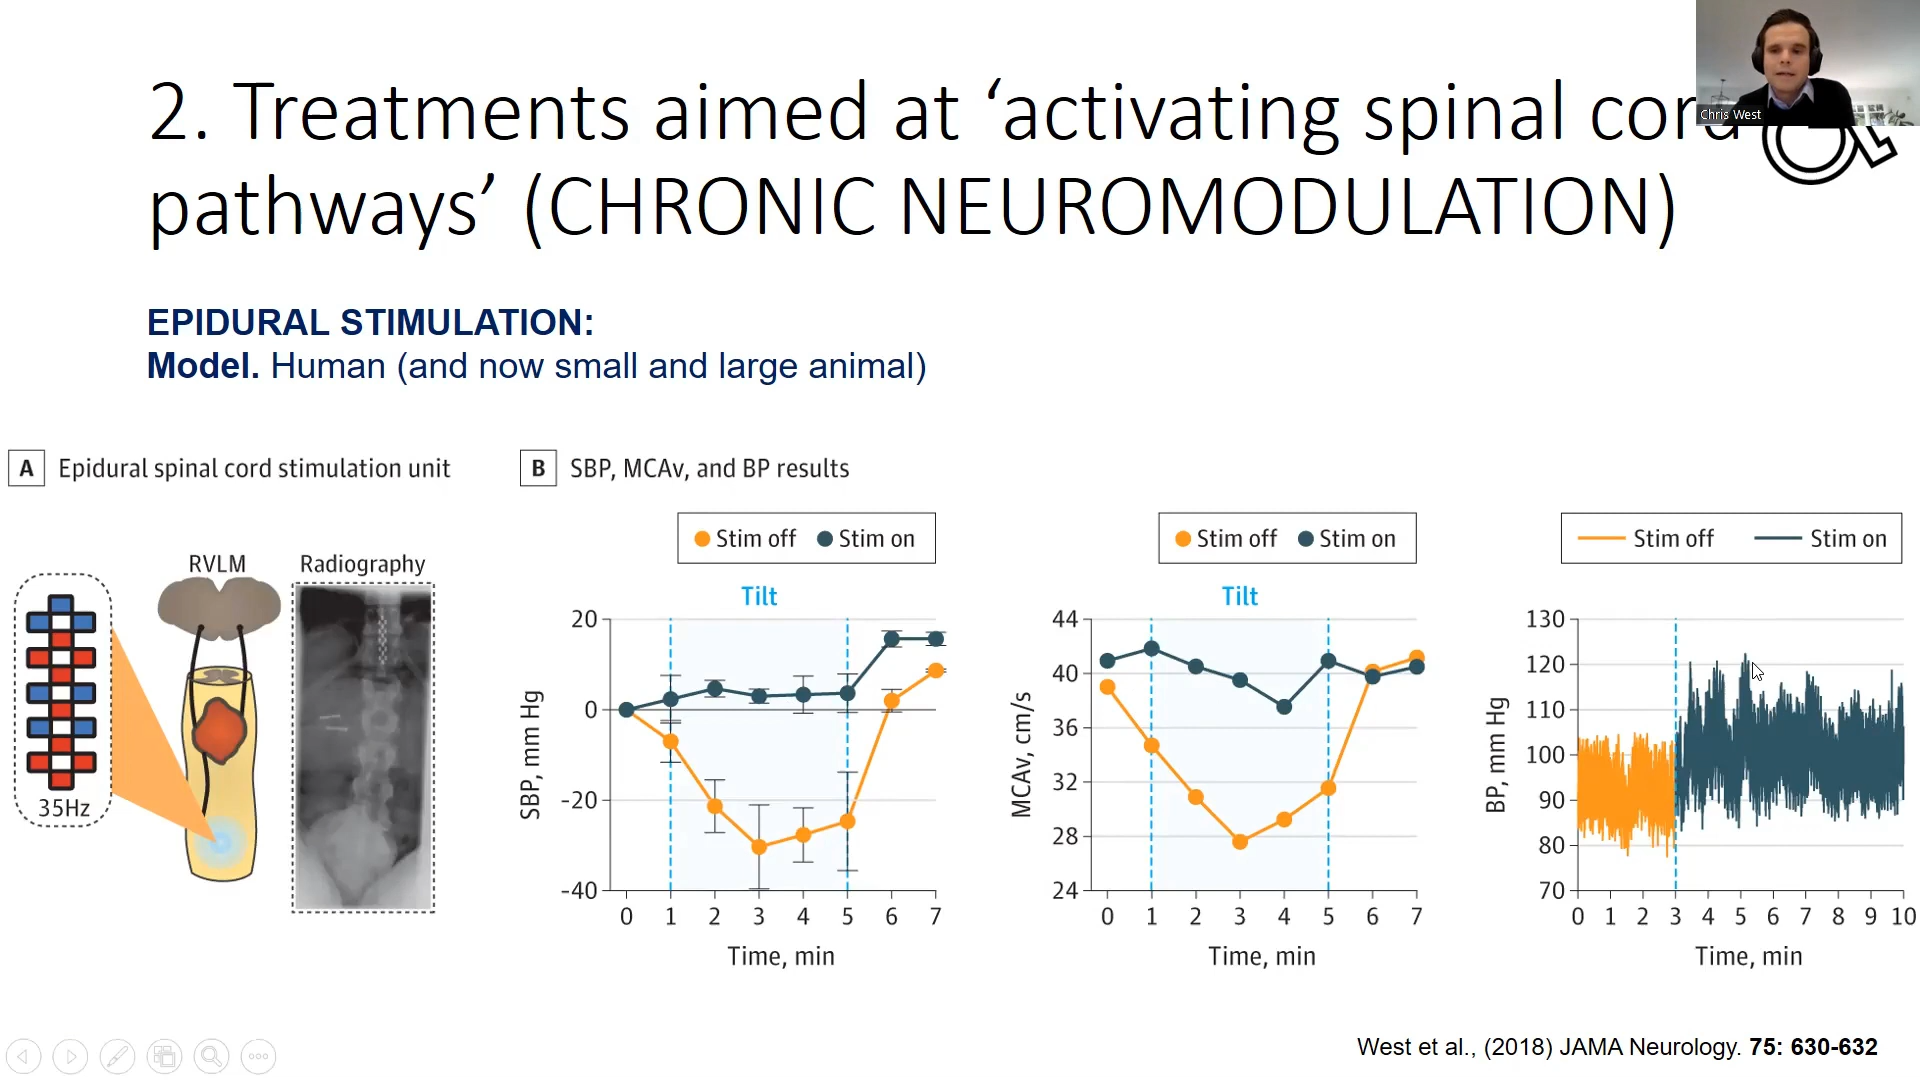 2. Treatments aimed at ‘activating spinal cord
pathways’ (CHRONIC NEUROMODULATION)
Chris West
EPIDURAL STIMULATION:
Model. Human (and now small and large animal)
A Epidural spinal cord stimulation unit
RVLM
Radiography
35Hz
B SBP, MCAv, and BP results
Stim off Stim on
Tilt
20
0
-20
-40
SBP, mm Hg
0 1 2 3 4 5 6 7
Time, min
Stim off Stim on
Tilt
44
40
36
32
28
24
MCAv, cm/s
0 1 2 3 4 5 6 7
Time, min
Stim off Stim on
130
120
110
100
90
80
70
BP, mm Hg
0 1 2 3 4 5 6 7 8 9 10
Time, min
West et al., (2018) JAMA Neurology. 75: 630-632